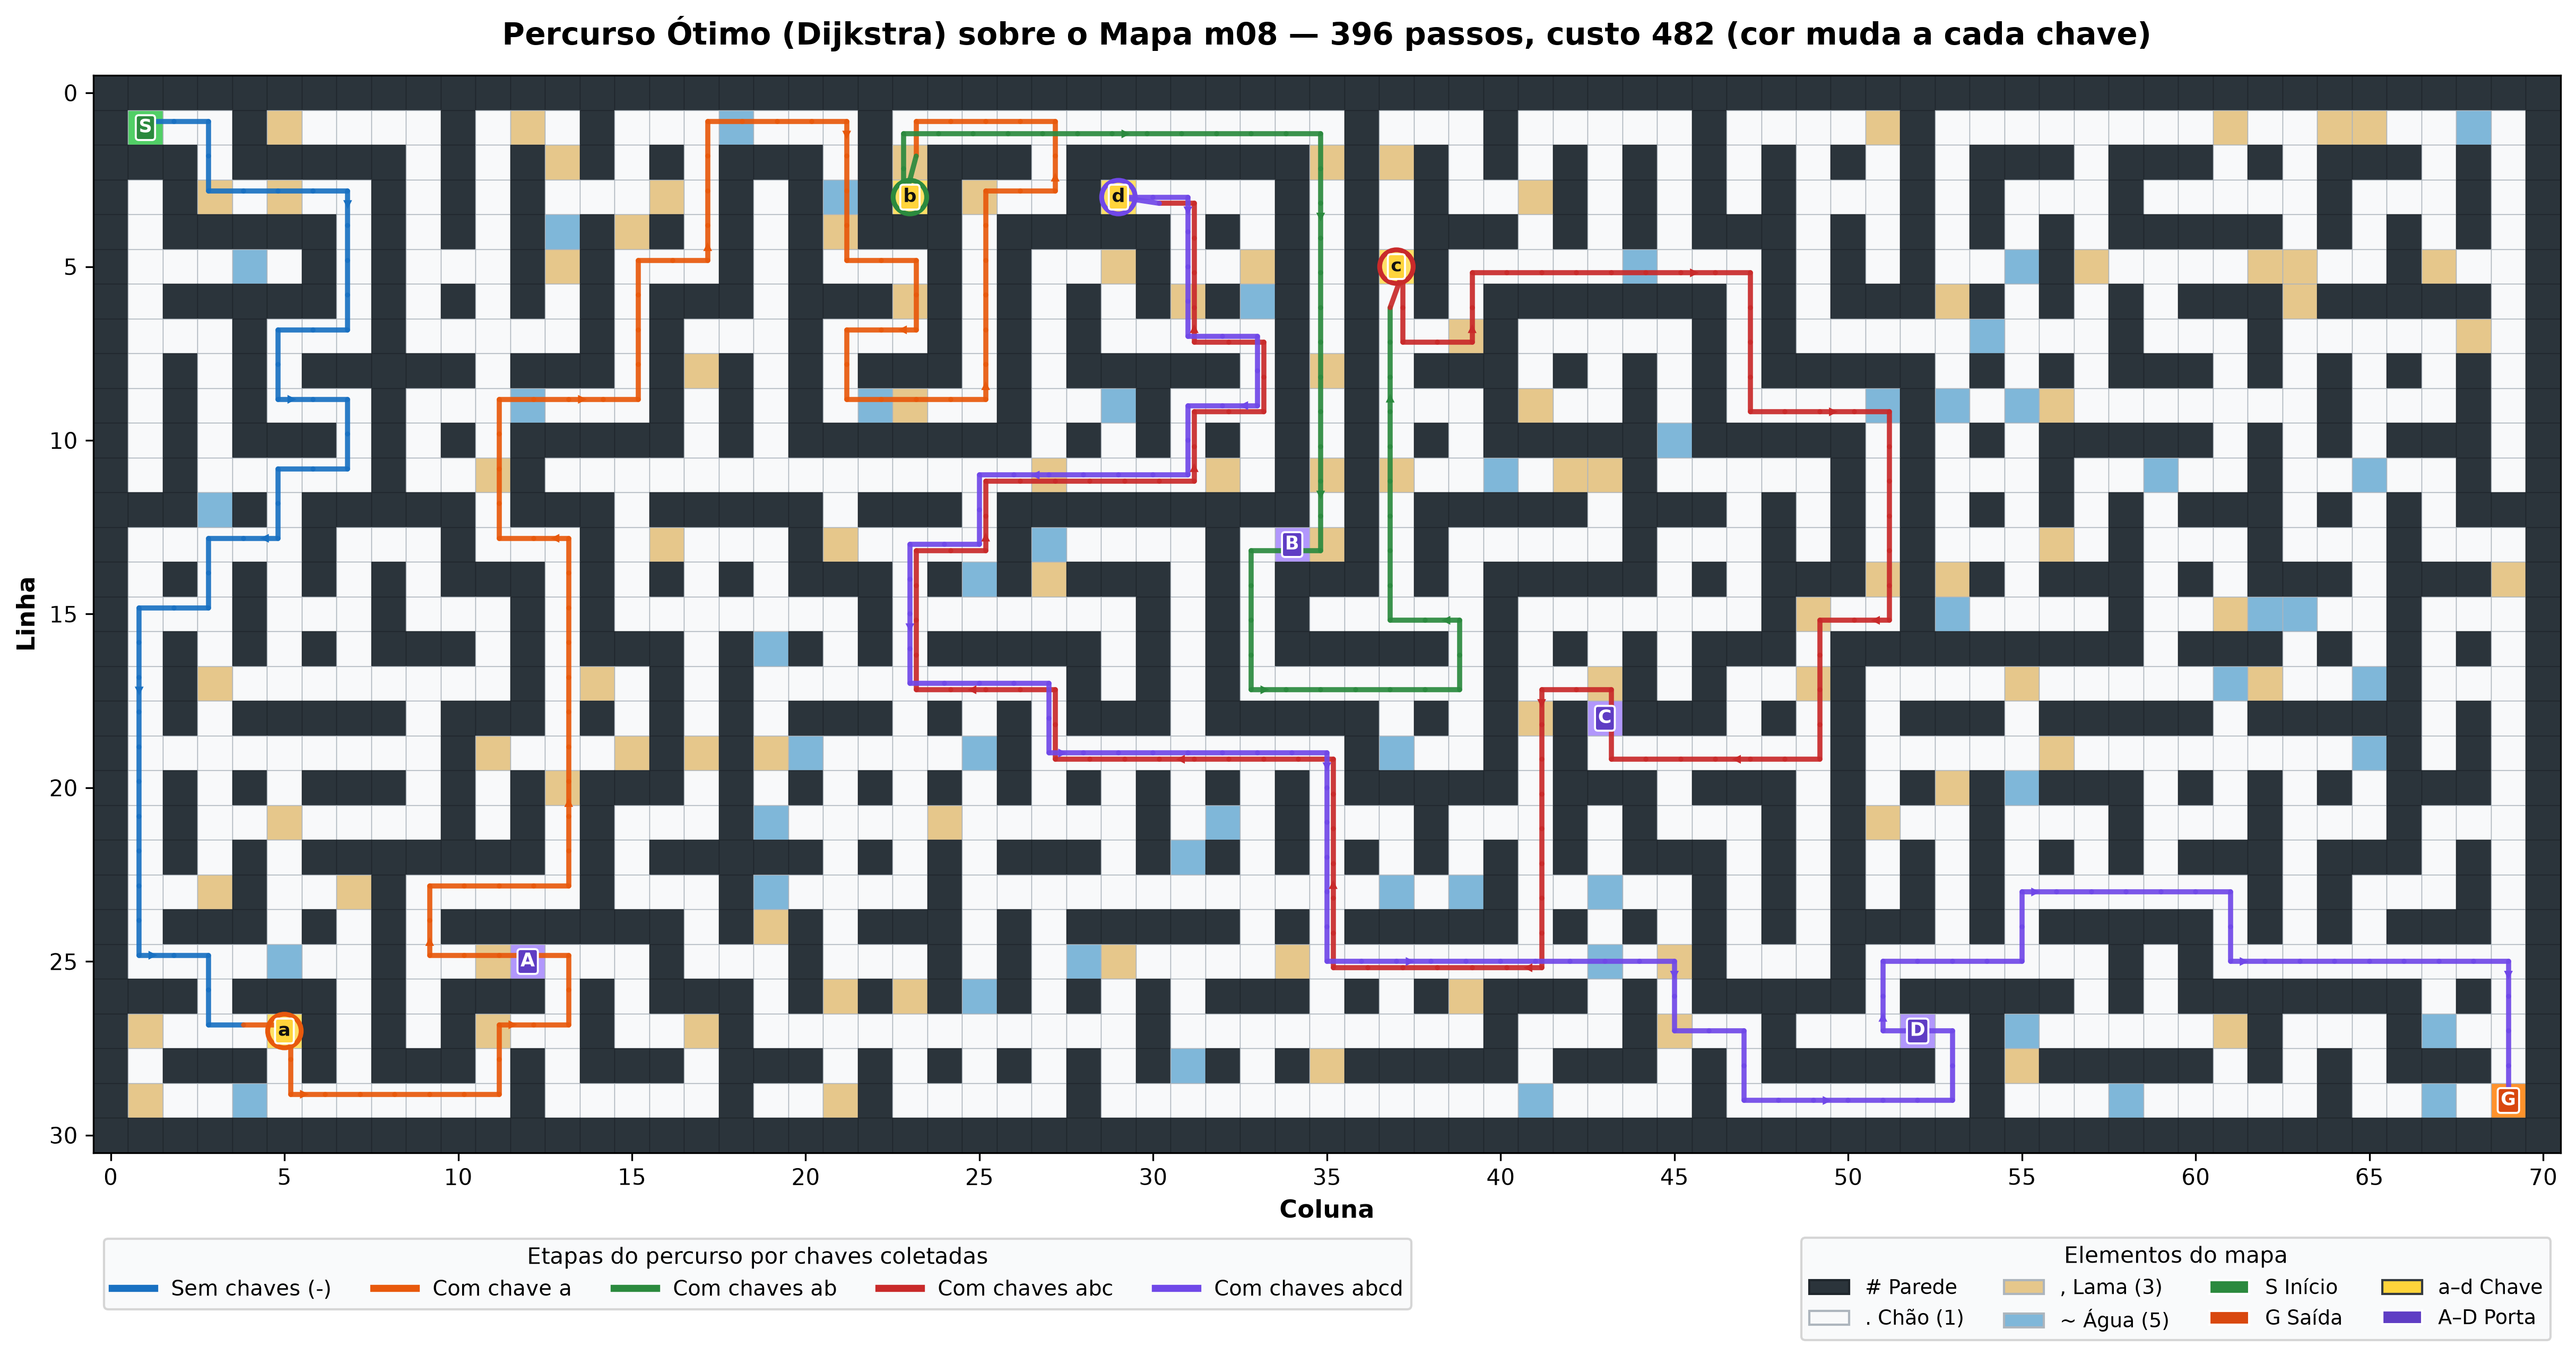 Percurso Ótimo (Dijkstra) sobre o Mapa m08 — 396 passos, custo 482 (cor muda a cada chave)
0
S
b
d
5
c
10
B
15
Linha
C
20
25
A
a
D
G
30
0 5 10 15 20 25 30 35 40 45 50 55 60 65 70
Coluna
Etapas do percurso por chaves coletadas
Sem chaves (-) Com chave a Com chaves ab Com chaves abc Com chaves abcd
Elementos do mapa
# Parede , Lama (3) S Início a–d Chave
. Chão (1) ~ Água (5) G Saída A–D Porta